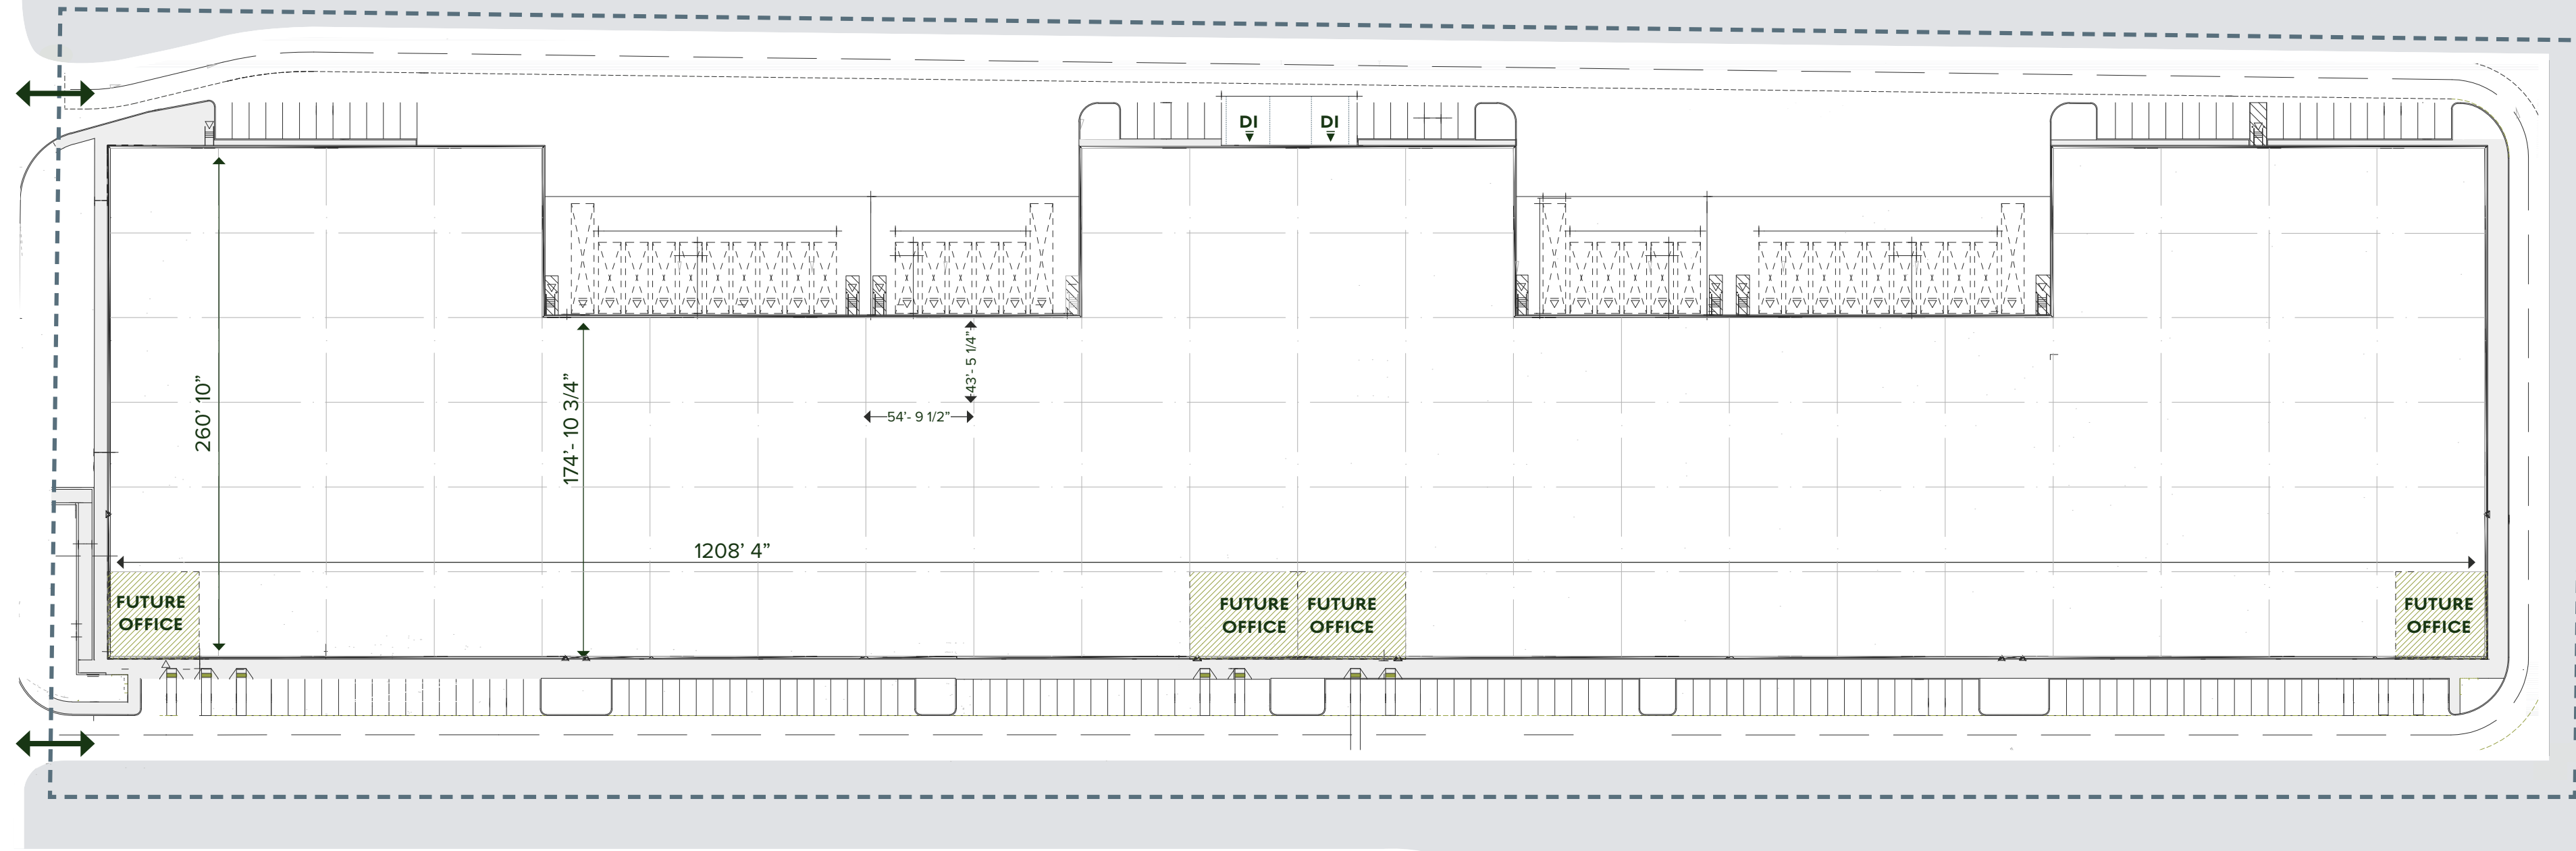 DI
DI
260' 10"
174'- 10 3/4"
43'- 5 1/4"
54'- 9 1/2"
1208' 4"
FUTURE
OFFICE
FUTURE
OFFICE
FUTURE
OFFICE
FUTURE
OFFICE